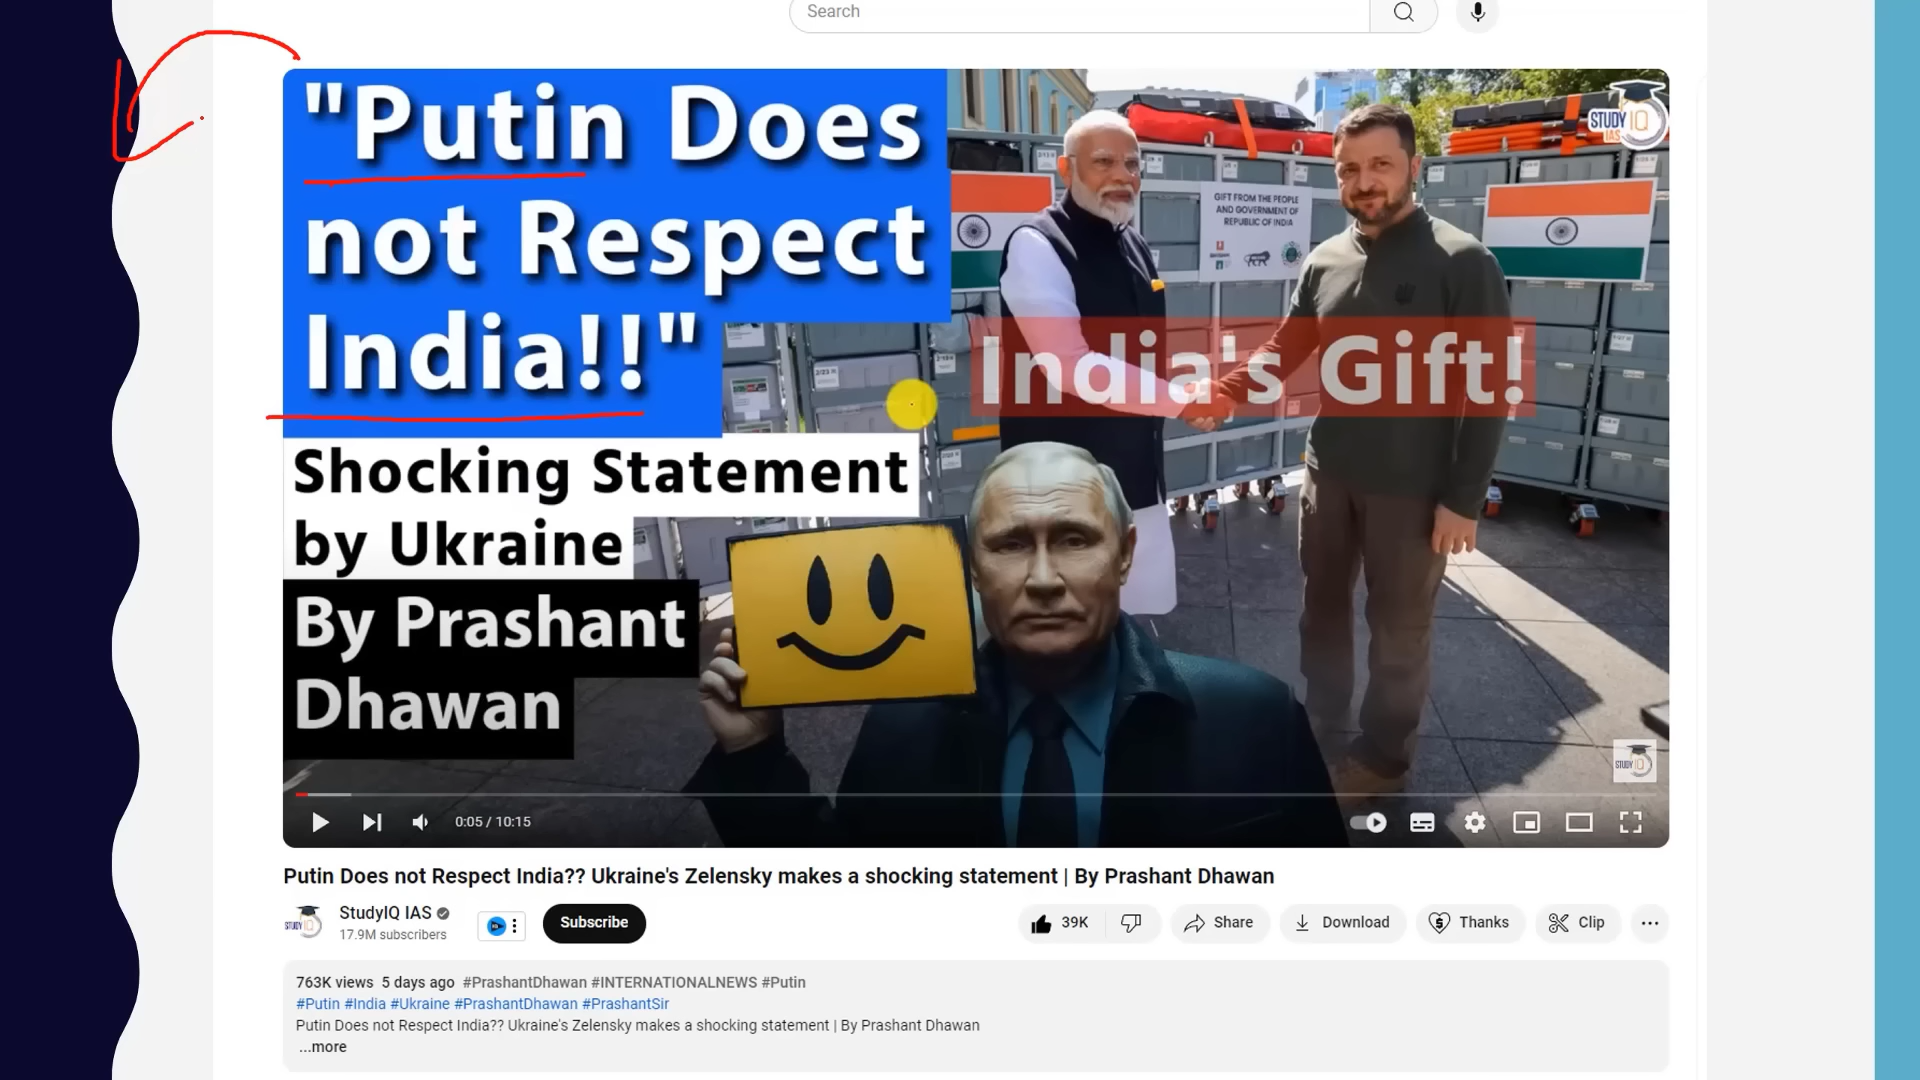 Search
"Putin Does
not Respect
India!!"
STUDY IQ
IAS
GIFT FROM THE PEOPLE
AND GOVERNMENT OF
REPUBLIC OF INDIA
India's Gift!
Shocking Statement
by Ukraine
By Prashant
Dhawan
STUDY IQ
0:05 / 10:15
Putin Does not Respect India?? Ukraine's Zelensky makes a shocking statement | By Prashant Dhawan
StudyIQ IAS
17.9M subscribers
Subscribe
39K
Share
Download
Thanks
Clip
763K views 5 days ago #PrashantDhawan #INTERNATIONALNEWS #Putin
#Putin #India #Ukraine #PrashantDhawan #PrashantSir
Putin Does not Respect India?? Ukraine's Zelensky makes a shocking statement | By Prashant Dhawan
...more